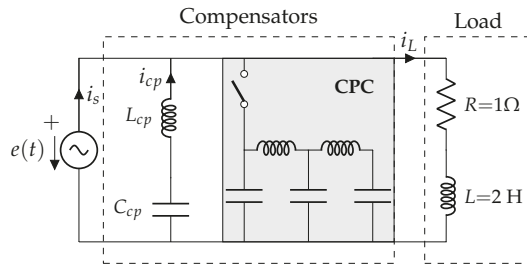 Compensators
Load
i_s
i_cp
i_L
L_cp
CPC
R=1Ω
+
e(t)
C_cp
L=2 H